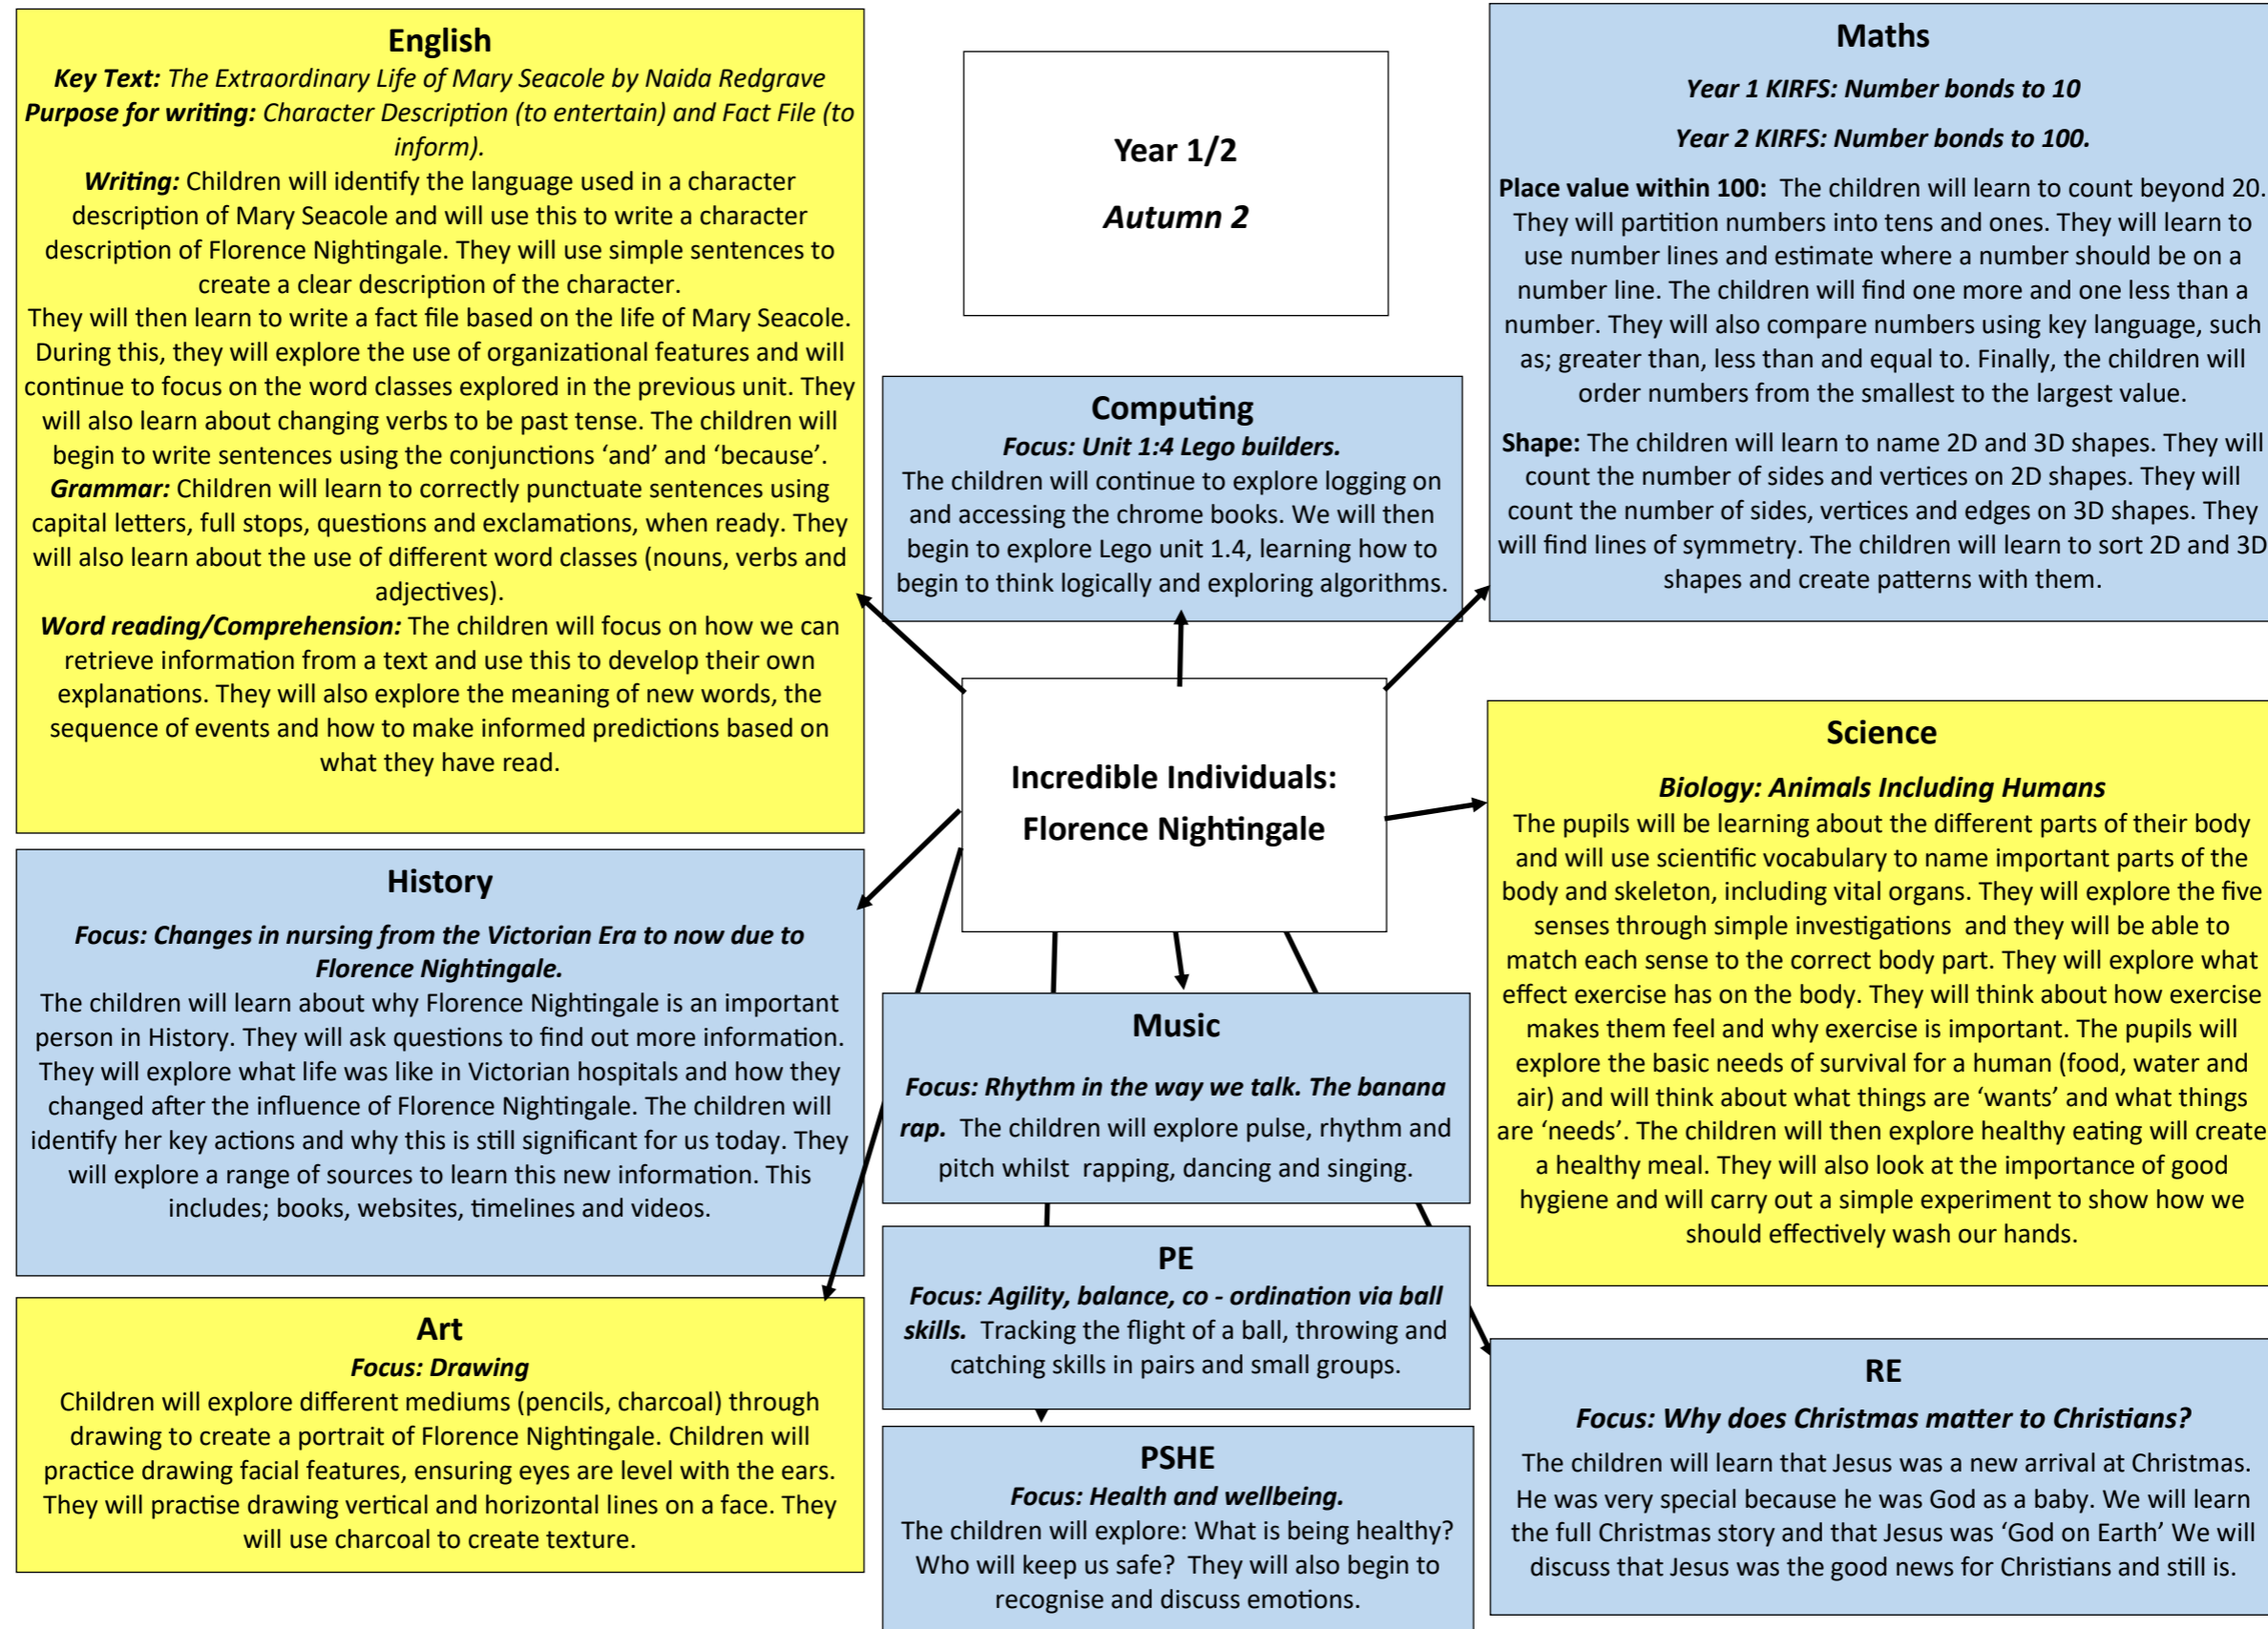 English
Key Text: The Extraordinary Life of Mary Seacole by Naida Redgrave
Purpose for writing: Character Description (to entertain) and Fact File (to
inform).
Writing: Children will identify the language used in a character
description of Mary Seacole and will use this to write a character
description of Florence Nightingale. They will use simple sentences to
create a clear description of the character.
They will then learn to write a fact file based on the life of Mary Seacole.
During this, they will explore the use of organizational features and will
continue to focus on the word classes explored in the previous unit. They
will also learn about changing verbs to be past tense. The children will
begin to write sentences using the conjunctions ‘and’ and ‘because’.
Grammar: Children will learn to correctly punctuate sentences using
capital letters, full stops, questions and exclamations, when ready. They
will also learn about the use of different word classes (nouns, verbs and
adjectives).
Word reading/Comprehension: The children will focus on how we can
retrieve information from a text and use this to develop their own
explanations. They will also explore the meaning of new words, the
sequence of events and how to make informed predictions based on
what they have read.
Year 1/2
Autumn 2
Maths
Year 1 KIRFS: Number bonds to 10
Year 2 KIRFS: Number bonds to 100.
Place value within 100: The children will learn to count beyond 20.
They will partition numbers into tens and ones. They will learn to
use number lines and estimate where a number should be on a
number line. The children will find one more and one less than a
number. They will also compare numbers using key language, such
as; greater than, less than and equal to. Finally, the children will
order numbers from the smallest to the largest value.
Shape: The children will learn to name 2D and 3D shapes. They will
count the number of sides and vertices on 2D shapes. They will
count the number of sides, vertices and edges on 3D shapes. They
will find lines of symmetry. The children will learn to sort 2D and 3D
shapes and create patterns with them.
Computing
Focus: Unit 1:4 Lego builders.
The children will continue to explore logging on
and accessing the chrome books. We will then
begin to explore Lego unit 1.4, learning how to
begin to think logically and exploring algorithms.
Incredible Individuals:
Florence Nightingale
Science
Biology: Animals Including Humans
The pupils will be learning about the different parts of their body
and will use scientific vocabulary to name important parts of the
body and skeleton, including vital organs. They will explore the five
senses through simple investigations and they will be able to
match each sense to the correct body part. They will explore what
effect exercise has on the body. They will think about how exercise
makes them feel and why exercise is important. The pupils will
explore the basic needs of survival for a human (food, water and
air) and will think about what things are ‘wants’ and what things
are ‘needs’. The children will then explore healthy eating will create
a healthy meal. They will also look at the importance of good
hygiene and will carry out a simple experiment to show how we
should effectively wash our hands.
History
Focus: Changes in nursing from the Victorian Era to now due to
Florence Nightingale.
The children will learn about why Florence Nightingale is an important
person in History. They will ask questions to find out more information.
They will explore what life was like in Victorian hospitals and how they
changed after the influence of Florence Nightingale. The children will
identify her key actions and why this is still significant for us today. They
will explore a range of sources to learn this new information. This
includes; books, websites, timelines and videos.
Music
Focus: Rhythm in the way we talk. The banana
rap. The children will explore pulse, rhythm and
pitch whilst rapping, dancing and singing.
PE
Focus: Agility, balance, co - ordination via ball
skills. Tracking the flight of a ball, throwing and
catching skills in pairs and small groups.
Art
Focus: Drawing
Children will explore different mediums (pencils, charcoal) through
drawing to create a portrait of Florence Nightingale. Children will
practice drawing facial features, ensuring eyes are level with the ears.
They will practise drawing vertical and horizontal lines on a face. They
will use charcoal to create texture.
PSHE
Focus: Health and wellbeing.
The children will explore: What is being healthy?
Who will keep us safe? They will also begin to
recognise and discuss emotions.
RE
Focus: Why does Christmas matter to Christians?
The children will learn that Jesus was a new arrival at Christmas.
He was very special because he was God as a baby. We will learn
the full Christmas story and that Jesus was ‘God on Earth’ We will
discuss that Jesus was the good news for Christians and still is.